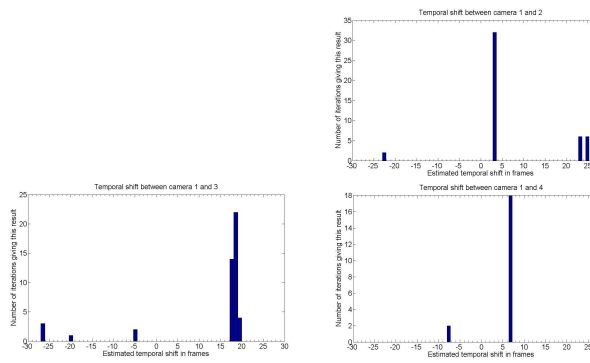 Temporal shift between camera 1 and 2
Number of iterations giving this result
35
30
25
20
15
10
5
0
-25 -20 -15 -10 -5 0 5 10 15 20 25
Estimated temporal shift in frames
Temporal shift between camera 1 and 3
Number of iterations giving this result
25
20
15
10
5
0
-30 -25 -20 -15 -10 -5 0 5 10 15 20 25 30
Estimated temporal shift in frames
Temporal shift between camera 1 and 4
Number of iterations giving this result
18
16
14
12
10
8
6
4
2
0
-25 -20 -15 -10 -5 0 5 10 15 20 25
Estimated temporal shift in frames